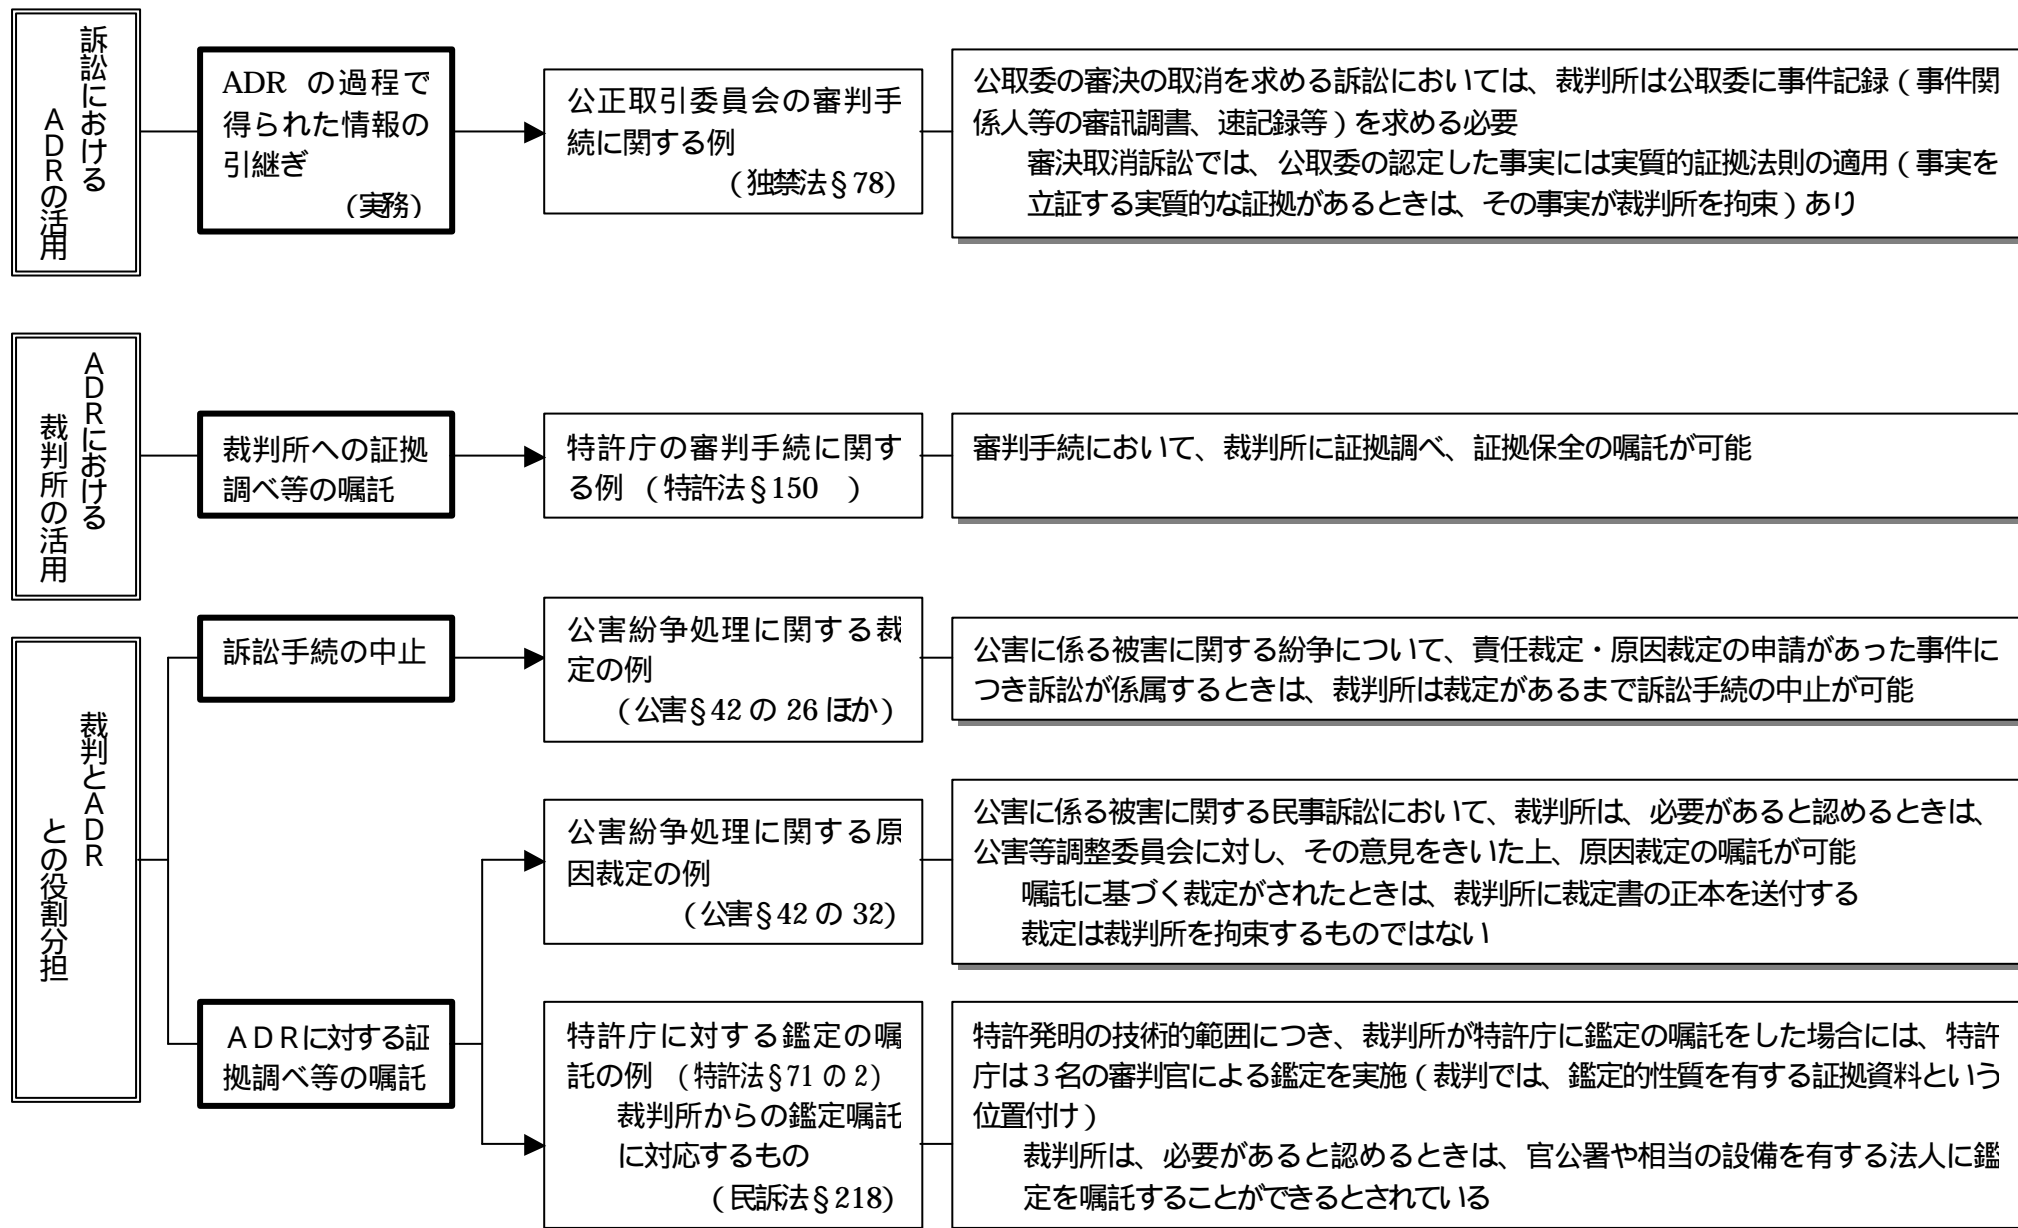 訴訟における
ADRの活用
ADR の過程で
得られた情報の
引継ぎ
(実務)
公正取引委員会の審判手
続に関する例
(独禁法§78)
公取委の審決の取消を求める訴訟においては、裁判所は公取委に事件記録(事件関
係人等の審訊調書、速記録等)を求める必要
審決取消訴訟では、公取委の認定した事実には実質的証拠法則の適用(事実を
立証する実質的な証拠があるときは、その事実が裁判所を拘束)あり
ADRにおける
裁判所の活用
裁判所への証拠
調べ等の嘱託
特許庁の審判手続に関す
る例 (特許法§150 )
審判手続において、裁判所に証拠調べ、証拠保全の嘱託が可能
裁判とADR
との役割分担
訴訟手続の中止
公害紛争処理に関する裁
定の例
(公害§42 の 26 ほか)
公害に係る被害に関する紛争について、責任裁定・原因裁定の申請があった事件に
つき訴訟が係属するときは、裁判所は裁定があるまで訴訟手続の中止が可能
公害紛争処理に関する原
因裁定の例
(公害§42 の 32)
公害に係る被害に関する民事訴訟において、裁判所は、必要があると認めるときは、
公害等調整委員会に対し、その意見をきいた上、原因裁定の嘱託が可能
嘱託に基づく裁定がされたときは、裁判所に裁定書の正本を送付する
裁定は裁判所を拘束するものではない
ADRに対する証
拠調べ等の嘱託
特許庁に対する鑑定の嘱
託の例 (特許法§71 の 2)
裁判所からの鑑定嘱託
に対応するもの
(民訴法§218)
特許発明の技術的範囲につき、裁判所が特許庁に鑑定の嘱託をした場合には、特許
庁は3名の審判官による鑑定を実施(裁判では、鑑定的性質を有する証拠資料という
位置付け)
裁判所は、必要があると認めるときは、官公署や相当の設備を有する法人に鑑
定を嘱託することができるとされている